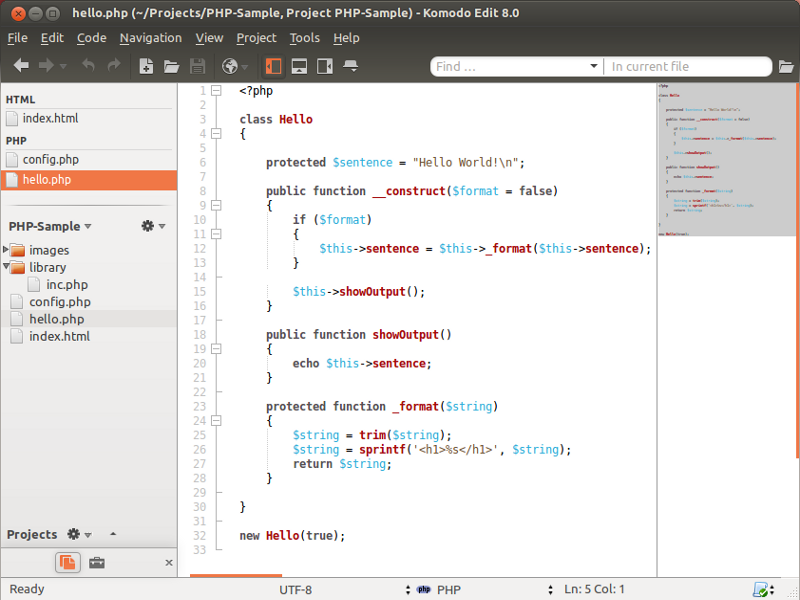 hello.php (~/Projects/PHP-Sample, Project PHP-Sample) - Komodo Edit 8.0
File Edit Code Navigation View Project Tools Help
Find ... In current file
HTML
index.html
PHP
config.php
hello.php
PHP-Sample
images
library
inc.php
config.php
hello.php
index.html
Projects
1 <?php
2
3 class Hello
4 {
5
6 protected $sentence = "Hello World!\n";
7
8 public function __construct($format = false)
9 {
10 if ($format)
11 {
12 $this->sentence = $this->_format($this->sentence);
13 }
14
15 $this->showOutput();
16 }
17
18 public function showOutput()
19 {
20 echo $this->sentence;
21 }
22
23 protected function _format($string)
24 {
25 $string = trim($string);
26 $string = sprintf('<h1>%s</h1>', $string);
27 return $string;
28 }
29
30 }
31
32 new Hello(true);
33
Ready UTF-8 php PHP Ln: 5 Col: 1